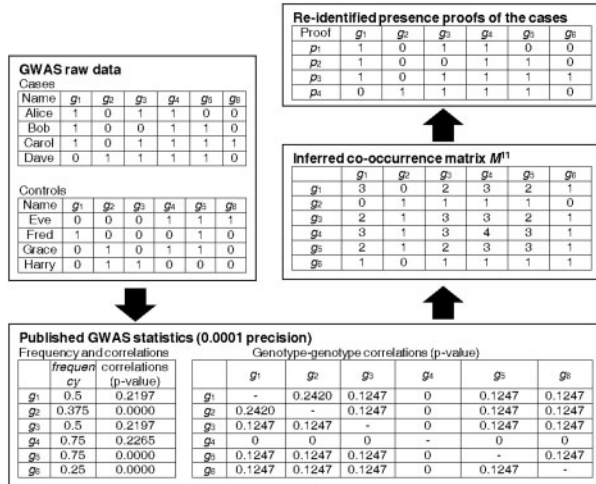 Re-identified presence proofs of the cases
Proof g1 g2 g3 g4 g5 g6
p1 1 0 1 1 0 0
p2 1 0 0 1 1 0
p3 1 0 1 1 1 1
p4 0 1 1 1 1 0
GWAS raw data
Cases
Name g1 g2 g3 g4 g5 g6
Alice 1 0 1 1 0 0
Bob 1 0 0 1 1 0
Carol 1 0 1 1 1 1
Dave 0 1 1 1 1 0
Controls
Name g1 g2 g3 g4 g5 g6
Eve 0 0 0 1 1 1
Fred 1 0 0 0 1 0
Grace 0 1 0 1 1 0
Harry 0 1 1 0 0 0
Inferred co-occurrence matrix M11
g1 g2 g3 g4 g5 g6
g1 3 0 2 3 2 1
g2 0 1 1 1 1 0
g3 2 1 3 3 2 1
g4 3 1 3 4 3 1
g5 2 1 2 3 3 1
g6 1 0 1 1 1 1
Published GWAS statistics (0.0001 precision)
Frequency and correlations
frequen correlations
cy (p-value)
g1 0.5 0.2197
g2 0.375 0.0000
g3 0.5 0.2197
g4 0.75 0.2265
g5 0.75 0.0000
g6 0.25 0.0000
Genotype-genotype correlations (p-value)
g1 g2 g3 g4 g5 g6
g1 - 0.2420 0.1247 0 0.1247 0.1247
g2 0.2420 - 0.1247 0 0.1247 0.1247
g3 0.1247 0.1247 - 0 0.1247 0.1247
g4 0 0 0 - 0 0
g5 0.1247 0.1247 0.1247 0 - 0.1247
g6 0.1247 0.1247 0.1247 0 0.1247 -